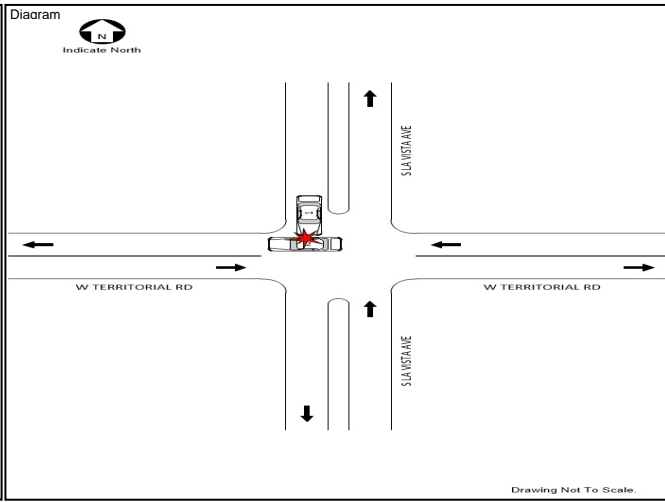 Diagram
N
Indicate North
S LA VISTA AVE
W TERRITORIAL RD
W TERRITORIAL RD
S LA VISTA AVE
Drawing Not To Scale.